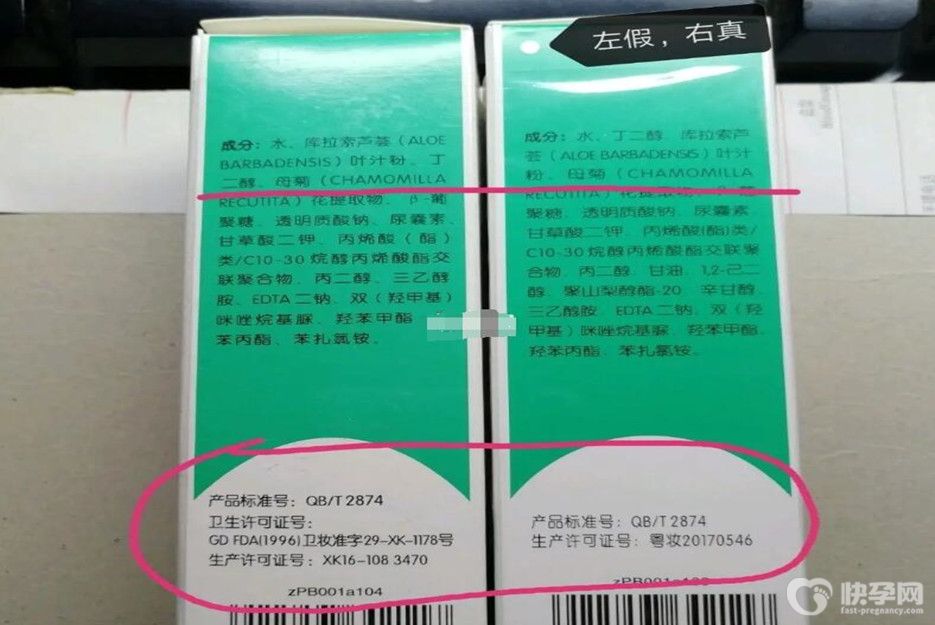 左假，右真
成分：水、库拉索芦荟（ALOE
BARBADENSIS）叶汁粉、丁
二醇、母菊（CHAMOMILLA
RECUTITA）花提取物、β-葡
聚糖、透明质酸钠、尿囊素、
甘草酸二钾、丙烯酸（酯）
类/C10-30烷醇丙烯酸酯交
联聚合物、丙二醇、三乙醇
胺、EDTA 二钠、双（羟甲基）
咪唑烷基脲、羟苯甲酯、
苯丙酯、苯扎氯铵。
产品标准号：QB/T 2874
卫生许可证号：
GD FDA(1996)卫妆准字29-XK-1178号
生产许可证号：XK16-108 3470
zPB001a104
成分：水、丁二醇、库拉索芦
荟（ALOE BARBADENSIS）叶汁
粉、母菊（CHAMOMILLA
RECUTITA）花提取物、β-葡
聚糖、透明质酸钠、尿囊素、
甘草酸二钾、丙烯酸(酯)类/
C10-30烷醇丙烯酸酯交联聚
合物、丙二醇、甘油、1,2-己二
醇、聚山梨醇酯-20、辛甘醇、
三乙醇胺、EDTA 二钠、双（羟
甲基）咪唑烷基脲、羟苯甲酯、
羟苯丙酯、苯扎氯铵。
产品标准号：QB/T 2874
生产许可证号：粤妆20170546
快孕网
fast-pregnancy.com